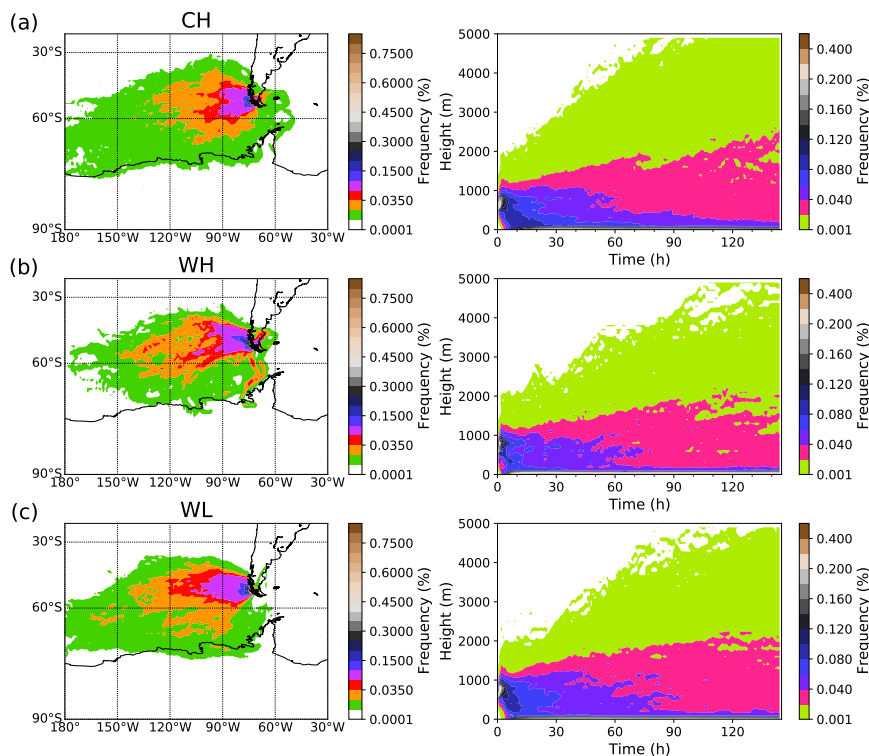 (a)
CH
30°S
60°S
90°S
180°W
150°W
120°W
90°W
60°W
30°W
0.7500
0.6000
0.4500
0.3000
0.1500
0.0350
0.0001
Frequency (%)
5000
4000
3000
2000
1000
0
Height (m)
0
30
60
90
120
Time (h)
0.400
0.200
0.160
0.120
0.080
0.040
0.001
Frequency (%)
(b)
WH
30°S
60°S
90°S
180°W
150°W
120°W
90°W
60°W
30°W
0.7500
0.6000
0.4500
0.3000
0.1500
0.0350
0.0001
Frequency (%)
5000
4000
3000
2000
1000
0
Height (m)
0
30
60
90
120
Time (h)
0.400
0.200
0.160
0.120
0.080
0.040
0.001
Frequency (%)
(c)
WL
30°S
60°S
90°S
180°W
150°W
120°W
90°W
60°W
30°W
0.7500
0.6000
0.4500
0.3000
0.1500
0.0350
0.0001
Frequency (%)
5000
4000
3000
2000
1000
0
Height (m)
0
30
60
90
120
Time (h)
0.400
0.200
0.160
0.120
0.080
0.040
0.001
Frequency (%)